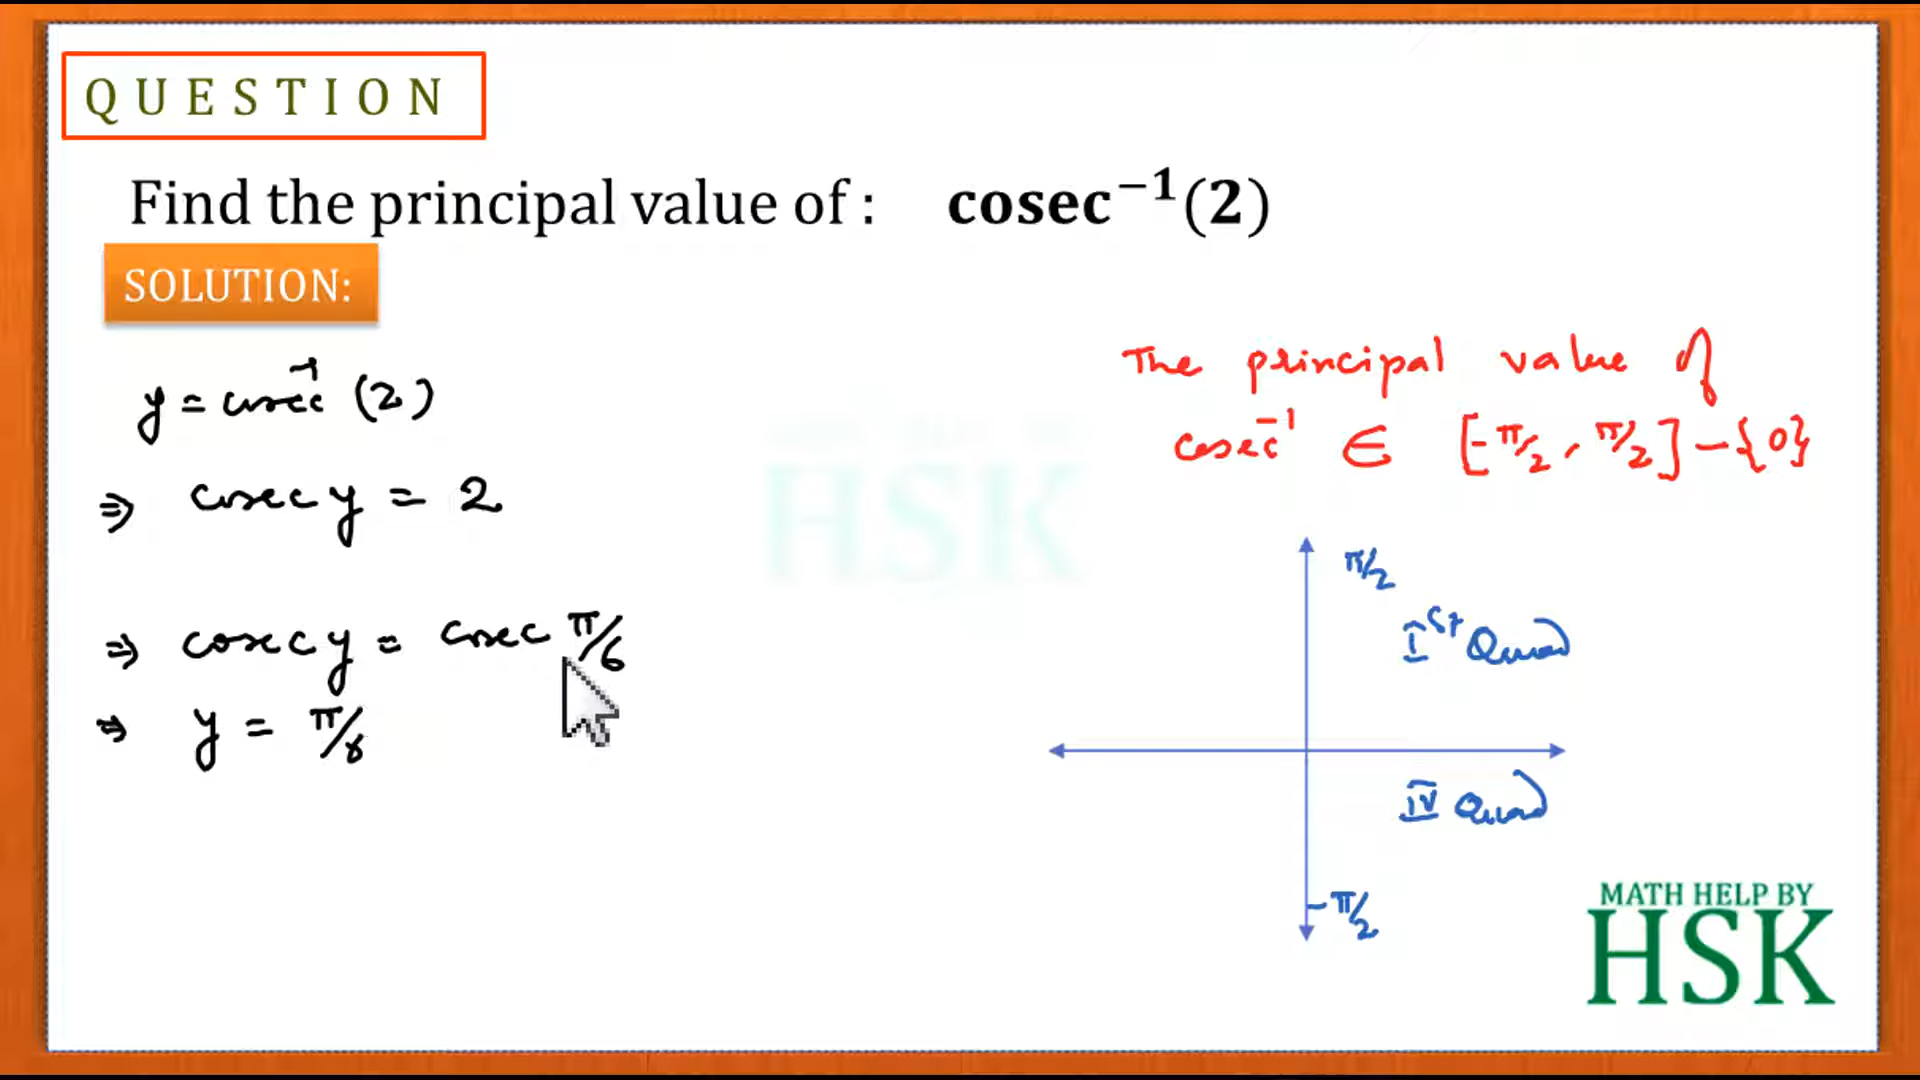 QUESTION
Find the principal value of : cosec⁻¹(2)
SOLUTION:
y = cosec⁻¹ (2)
⇒ cosec y = 2
⇒ cosec y = cosec π/6
⇒ y = π/6
The principal value of
cosec⁻¹ ∈ [-π/2, π/2] - {0}
π/2
Iˢᵗ Quad
IV Quad
-π/2
MATH HELP BY
HSK
HSK